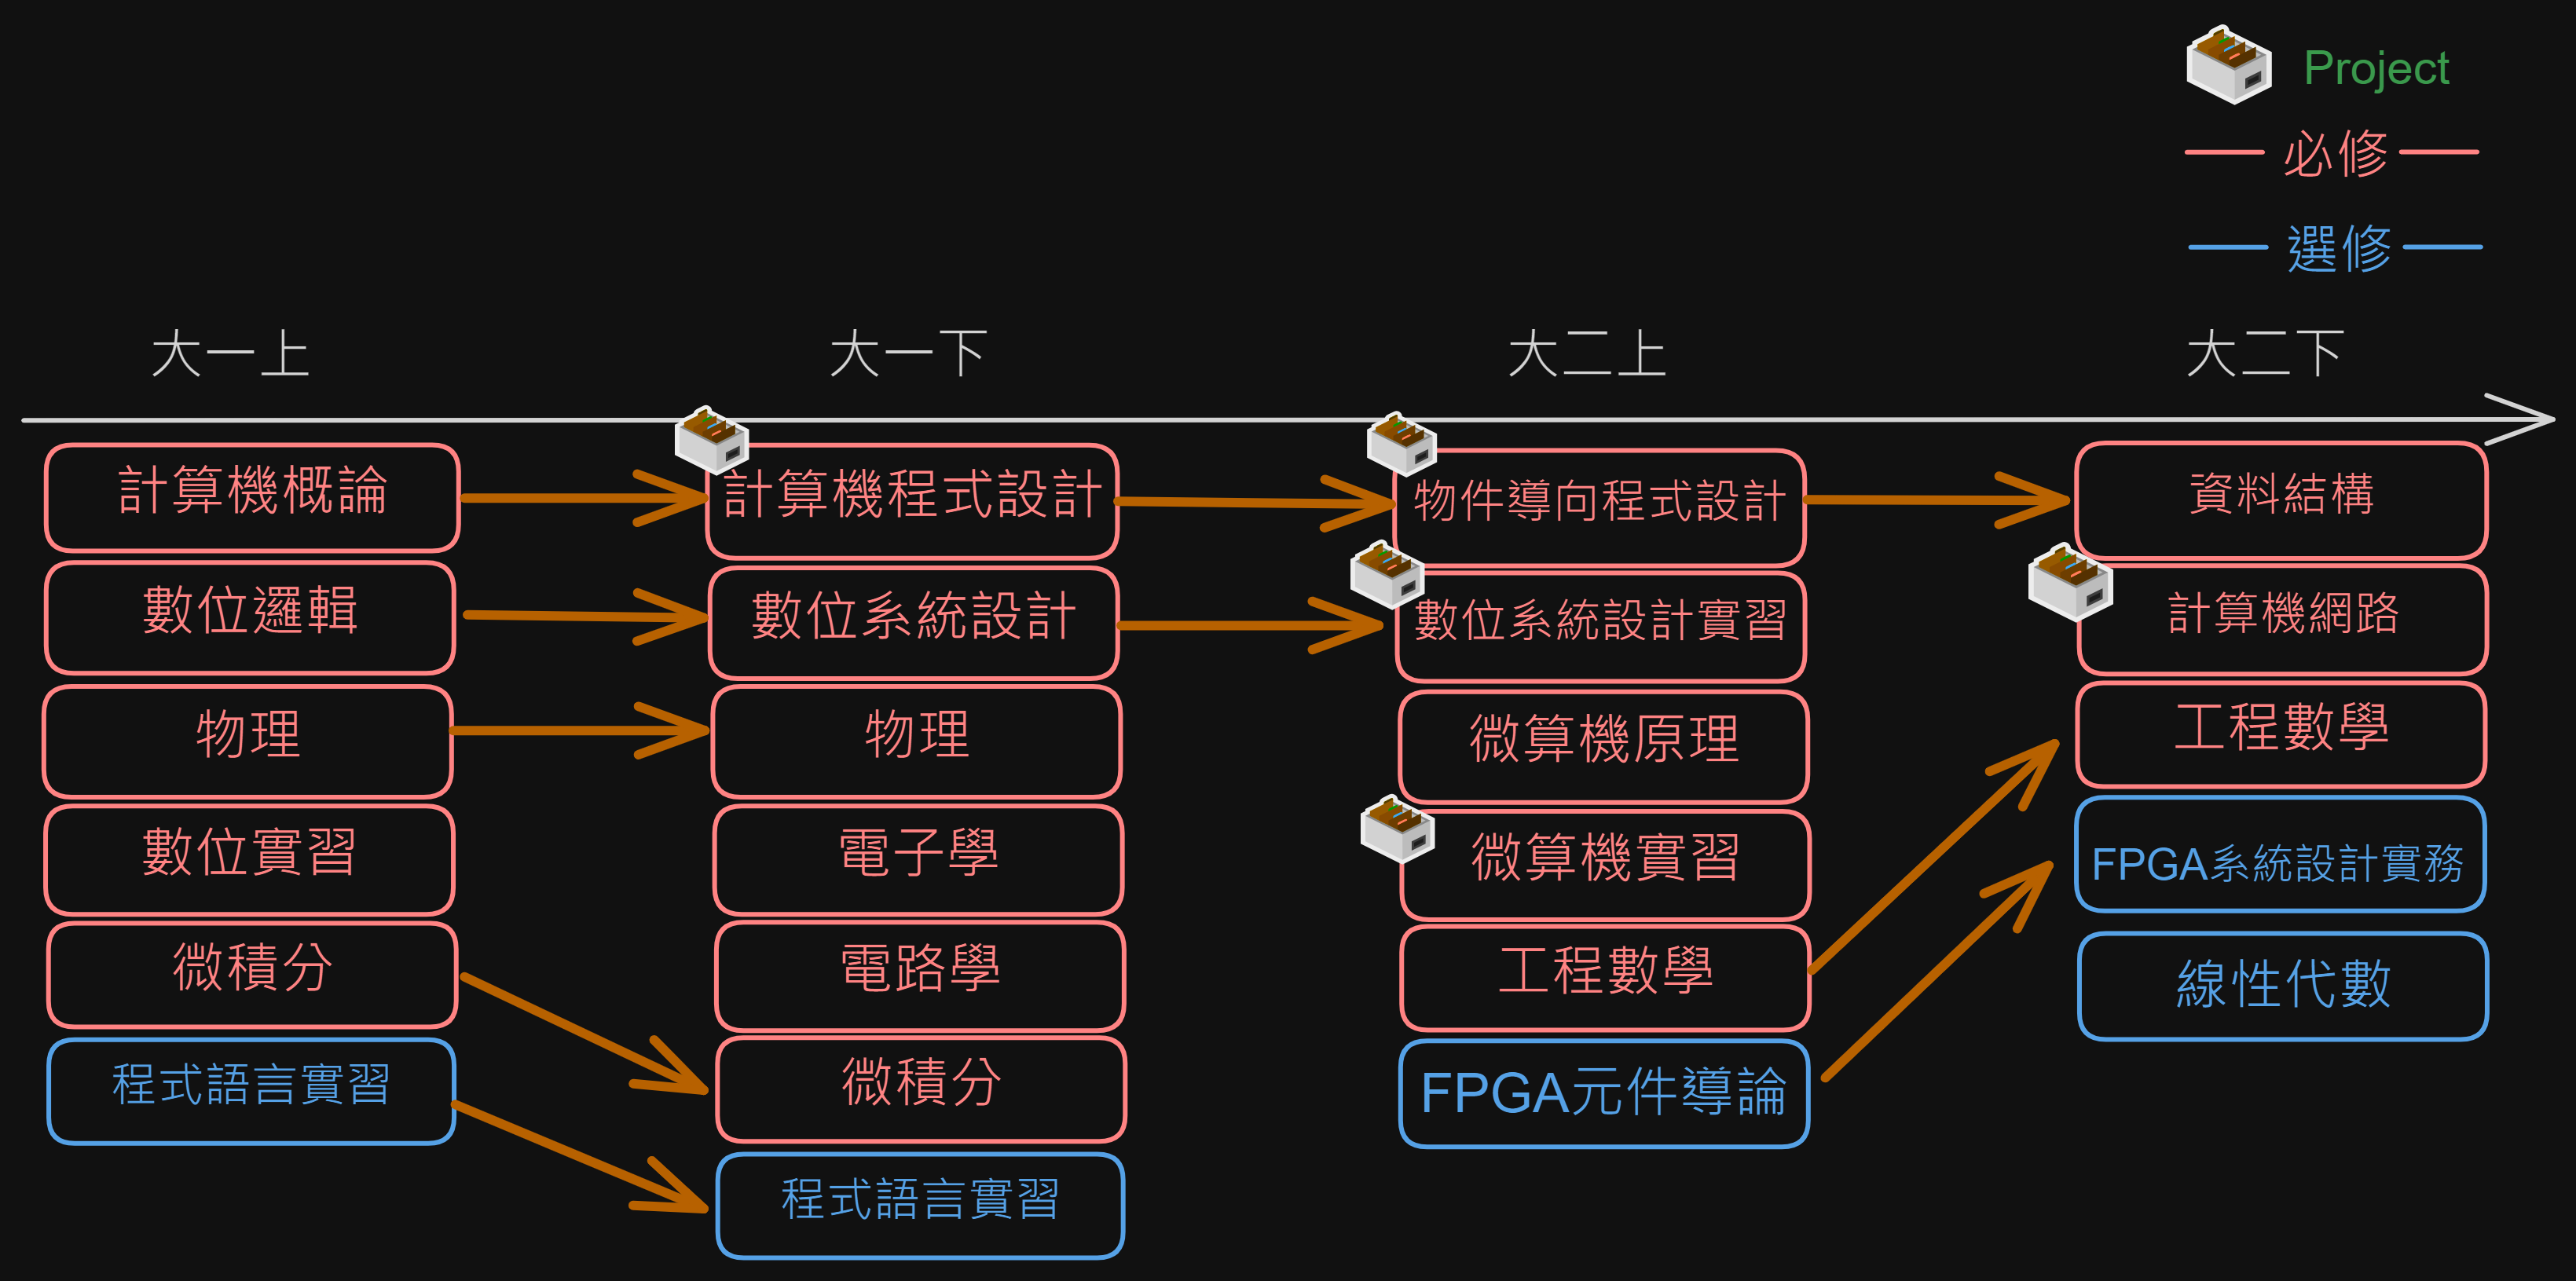 Project
必修
選修
大一上
大一下
大二上
大二下
計算機概論
數位邏輯
物理
數位實習
微積分
程式語言實習
計算機程式設計
數位系統設計
物理
電子學
電路學
微積分
程式語言實習
物件導向程式設計
數位系統設計實習
微算機原理
微算機實習
工程數學
FPGA元件導論
資料結構
計算機網路
工程數學
FPGA系統設計實務
線性代數